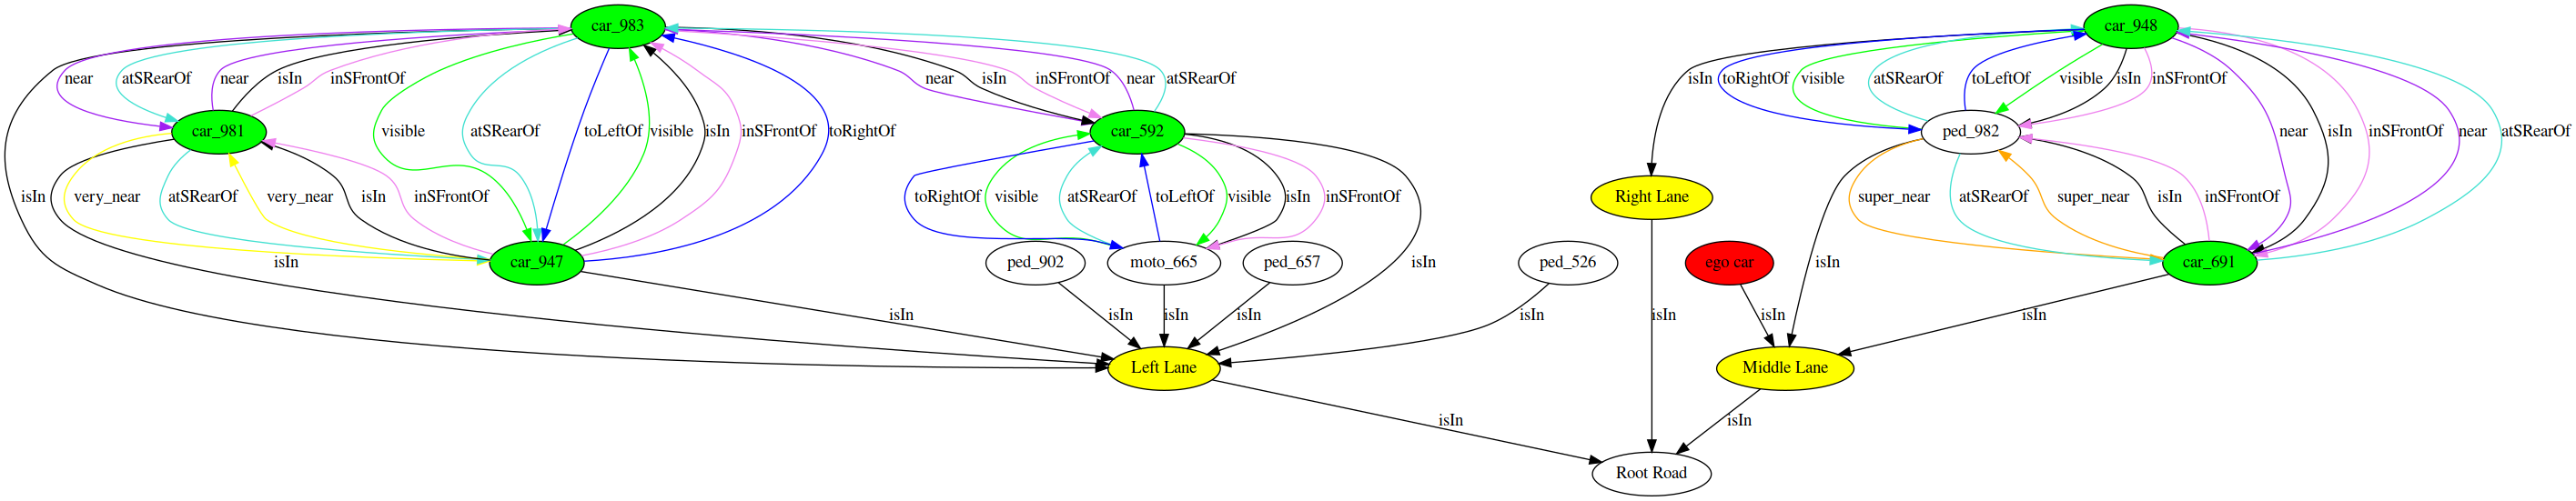 car_983
car_948
near
atSRearOf
near
isIn
inSFrontOf
near
isIn
inSFrontOf
near
atSRearOf
isIn
toRightOf
visible
atSRearOf
toLeftOf
visible
isIn
inSFrontOf
car_981
visible
atSRearOf
toLeftOf
visible
isIn
inSFrontOf
toRightOf
car_592
ped_982
near
isIn
inSFrontOf
near
atSRearOf
isIn
very_near
atSRearOf
very_near
isIn
inSFrontOf
toRightOf
visible
atSRearOf
toLeftOf
visible
isIn
inSFrontOf
Right Lane
super_near
atSRearOf
super_near
isIn
inSFrontOf
isIn
car_947
ped_902
moto_665
ped_657
isIn
ped_526
ego car
isIn
car_691
isIn
isIn
isIn
isIn
isIn
isIn
isIn
isIn
Left Lane
Middle Lane
isIn
isIn
Root Road